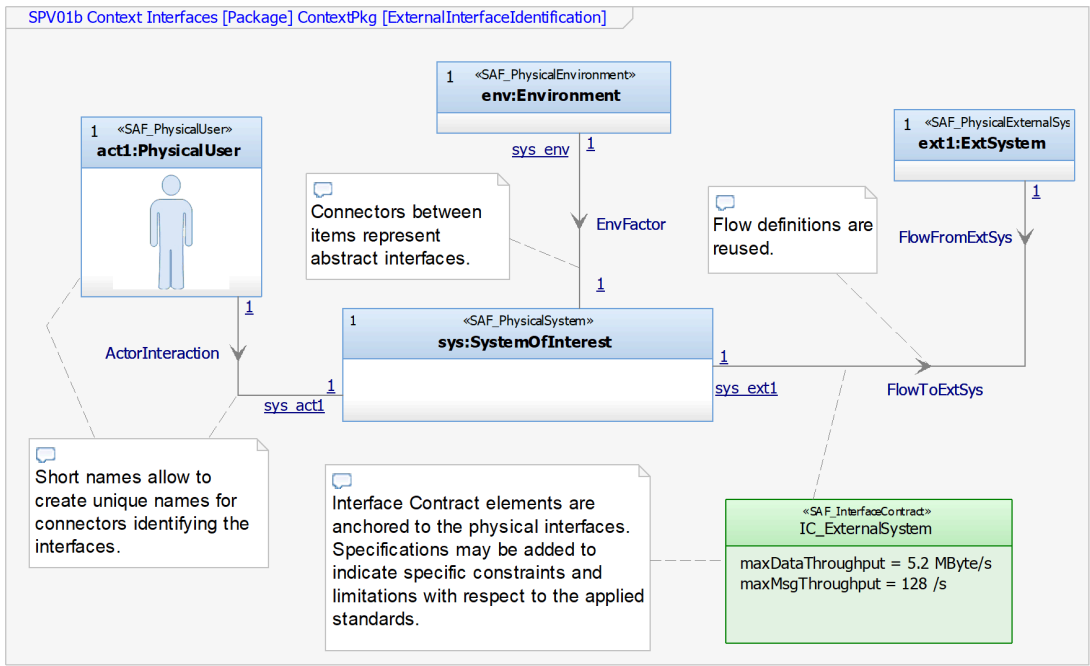 SPV01b Context Interfaces [Package] ContextPkg [ExternalInterfaceIdentification]
1 «SAF_PhysicalEnvironment»
env:Environment
1 «SAF_PhysicalUser»
act1:PhysicalUser
1 «SAF_PhysicalExternalSys
ext1:ExtSystem
sys_env 1
1
Connectors between
items represent
abstract interfaces.
EnvFactor
Flow definitions are
reused.
FlowFromExtSys
1
1
ActorInteraction
1 «SAF_PhysicalSystem»
sys:SystemOfInterest
1
sys_act1
1
sys_ext1
FlowToExtSys
Short names allow to
create unique names for
connectors identifying the
interfaces.
Interface Contract elements are
anchored to the physical interfaces.
Specifications may be added to
indicate specific constraints and
limitations with respect to the applied
standards.
«SAF_InterfaceContract»
IC_ExternalSystem
maxDataThroughput = 5.2 MByte/s
maxMsgThroughput = 128 /s